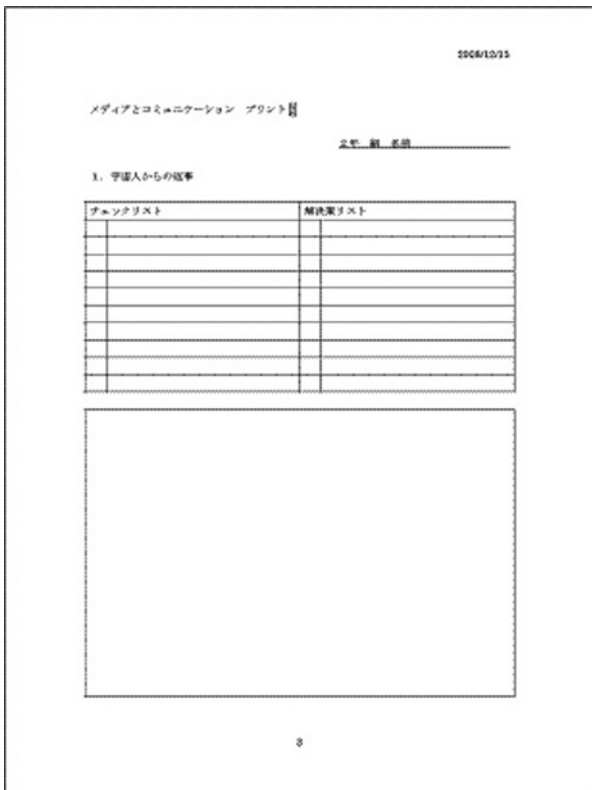 2008/12/15
メディアとコミュニケーション プリント
2年 組 名前
1. 宇宙人からの返事
チェックリスト 解決策リスト
3